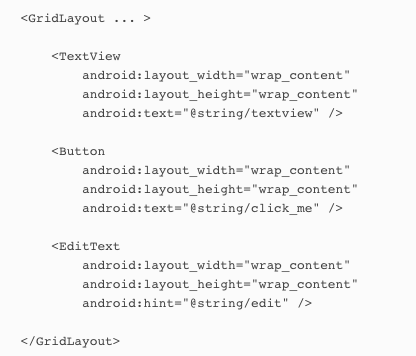 <GridLayout ... >
<TextView
android:layout_width="wrap_content"
android:layout_height="wrap_content"
android:text="@string/textview" />
<Button
android:layout_width="wrap_content"
android:layout_height="wrap_content"
android:text="@string/click_me" />
<EditText
android:layout_width="wrap_content"
android:layout_height="wrap_content"
android:hint="@string/edit" />
</GridLayout>